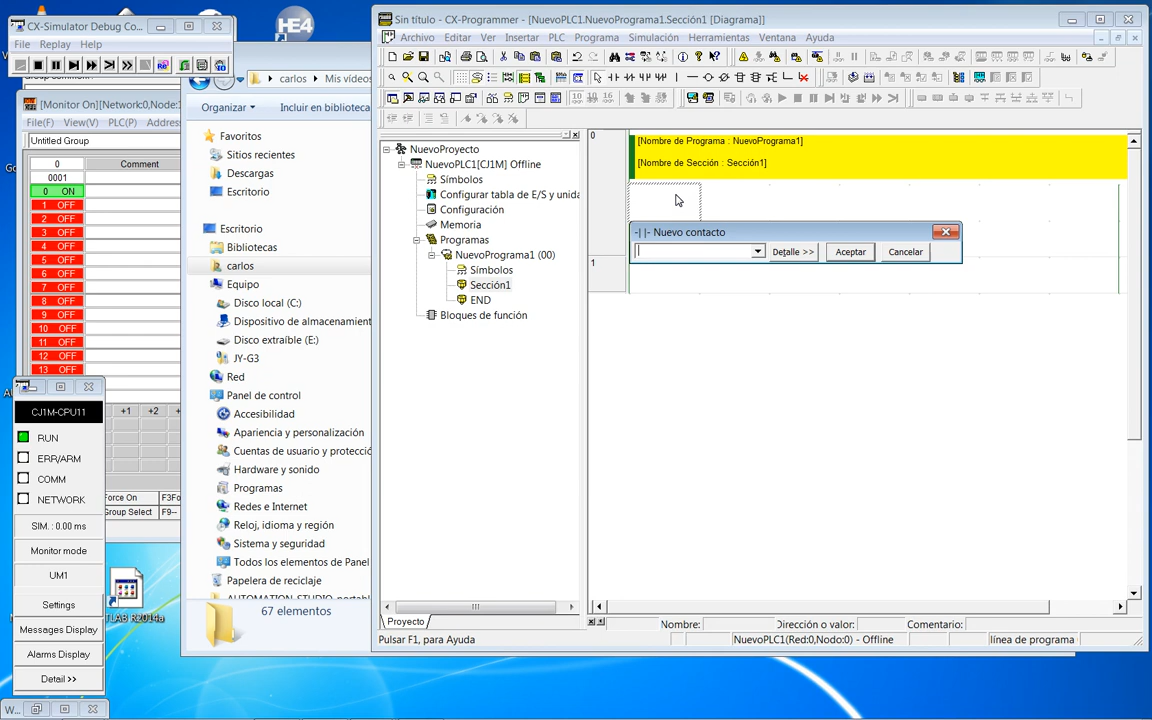 CX-Simulator Debug Co...
File Replay Help
HE4
Sin título - CX-Programmer - [NuevoPLC1.NuevoPrograma1.Sección1 [Diagrama]]
Archivo Editar Ver Insertar PLC Programa Simulación Herramientas Ventana Ayuda
carlos Mis vídeos
Organizar Incluir en biblioteca
[Monitor On][Network:0,Node:
File(F) View(V) PLC(P) Address
Untitled Group
0 Comment
0001
0 ON
1 OFF
2 OFF
3 OFF
4 OFF
5 OFF
6 OFF
7 OFF
8 OFF
9 OFF
10 OFF
11 OFF
12 OFF
13 OFF
+1 +2
Force On F3Fo
Group Select F9--
CJ1M-CPU11
RUN
ERR/ARM
COMM
NETWORK
SIM. : 0.00 ms
Monitor mode
UM1
Settings
Messages Display
Alarms Display
Detail >>
TLAB R2014a
W...
Favoritos
Sitios recientes
Descargas
Escritorio
Escritorio
Bibliotecas
carlos
Equipo
Disco local (C:)
Dispositivo de almacenamient
Disco extraíble (E:)
JY-G3
Red
Panel de control
Accesibilidad
Apariencia y personalización
Cuentas de usuario y protecció
Hardware y sonido
Programas
Redes e Internet
Reloj, idioma y región
Sistema y seguridad
Todos los elementos de Panel
Papelera de reciclaje
67 elementos
NuevoProyecto
NuevoPLC1[CJ1M] Offline
Símbolos
Configurar tabla de E/S y unida
Configuración
Memoria
Programas
NuevoPrograma1 (00)
Símbolos
Sección1
END
Bloques de función
Proyecto
0
[Nombre de Programa : NuevoPrograma1]
[Nombre de Sección : Sección1]
1
-| |- Nuevo contacto
Detalle >> Aceptar Cancelar
Nombre: Dirección o valor: Comentario:
Pulsar F1, para Ayuda NuevoPLC1(Red:0,Nodo:0) - Offline línea de programa